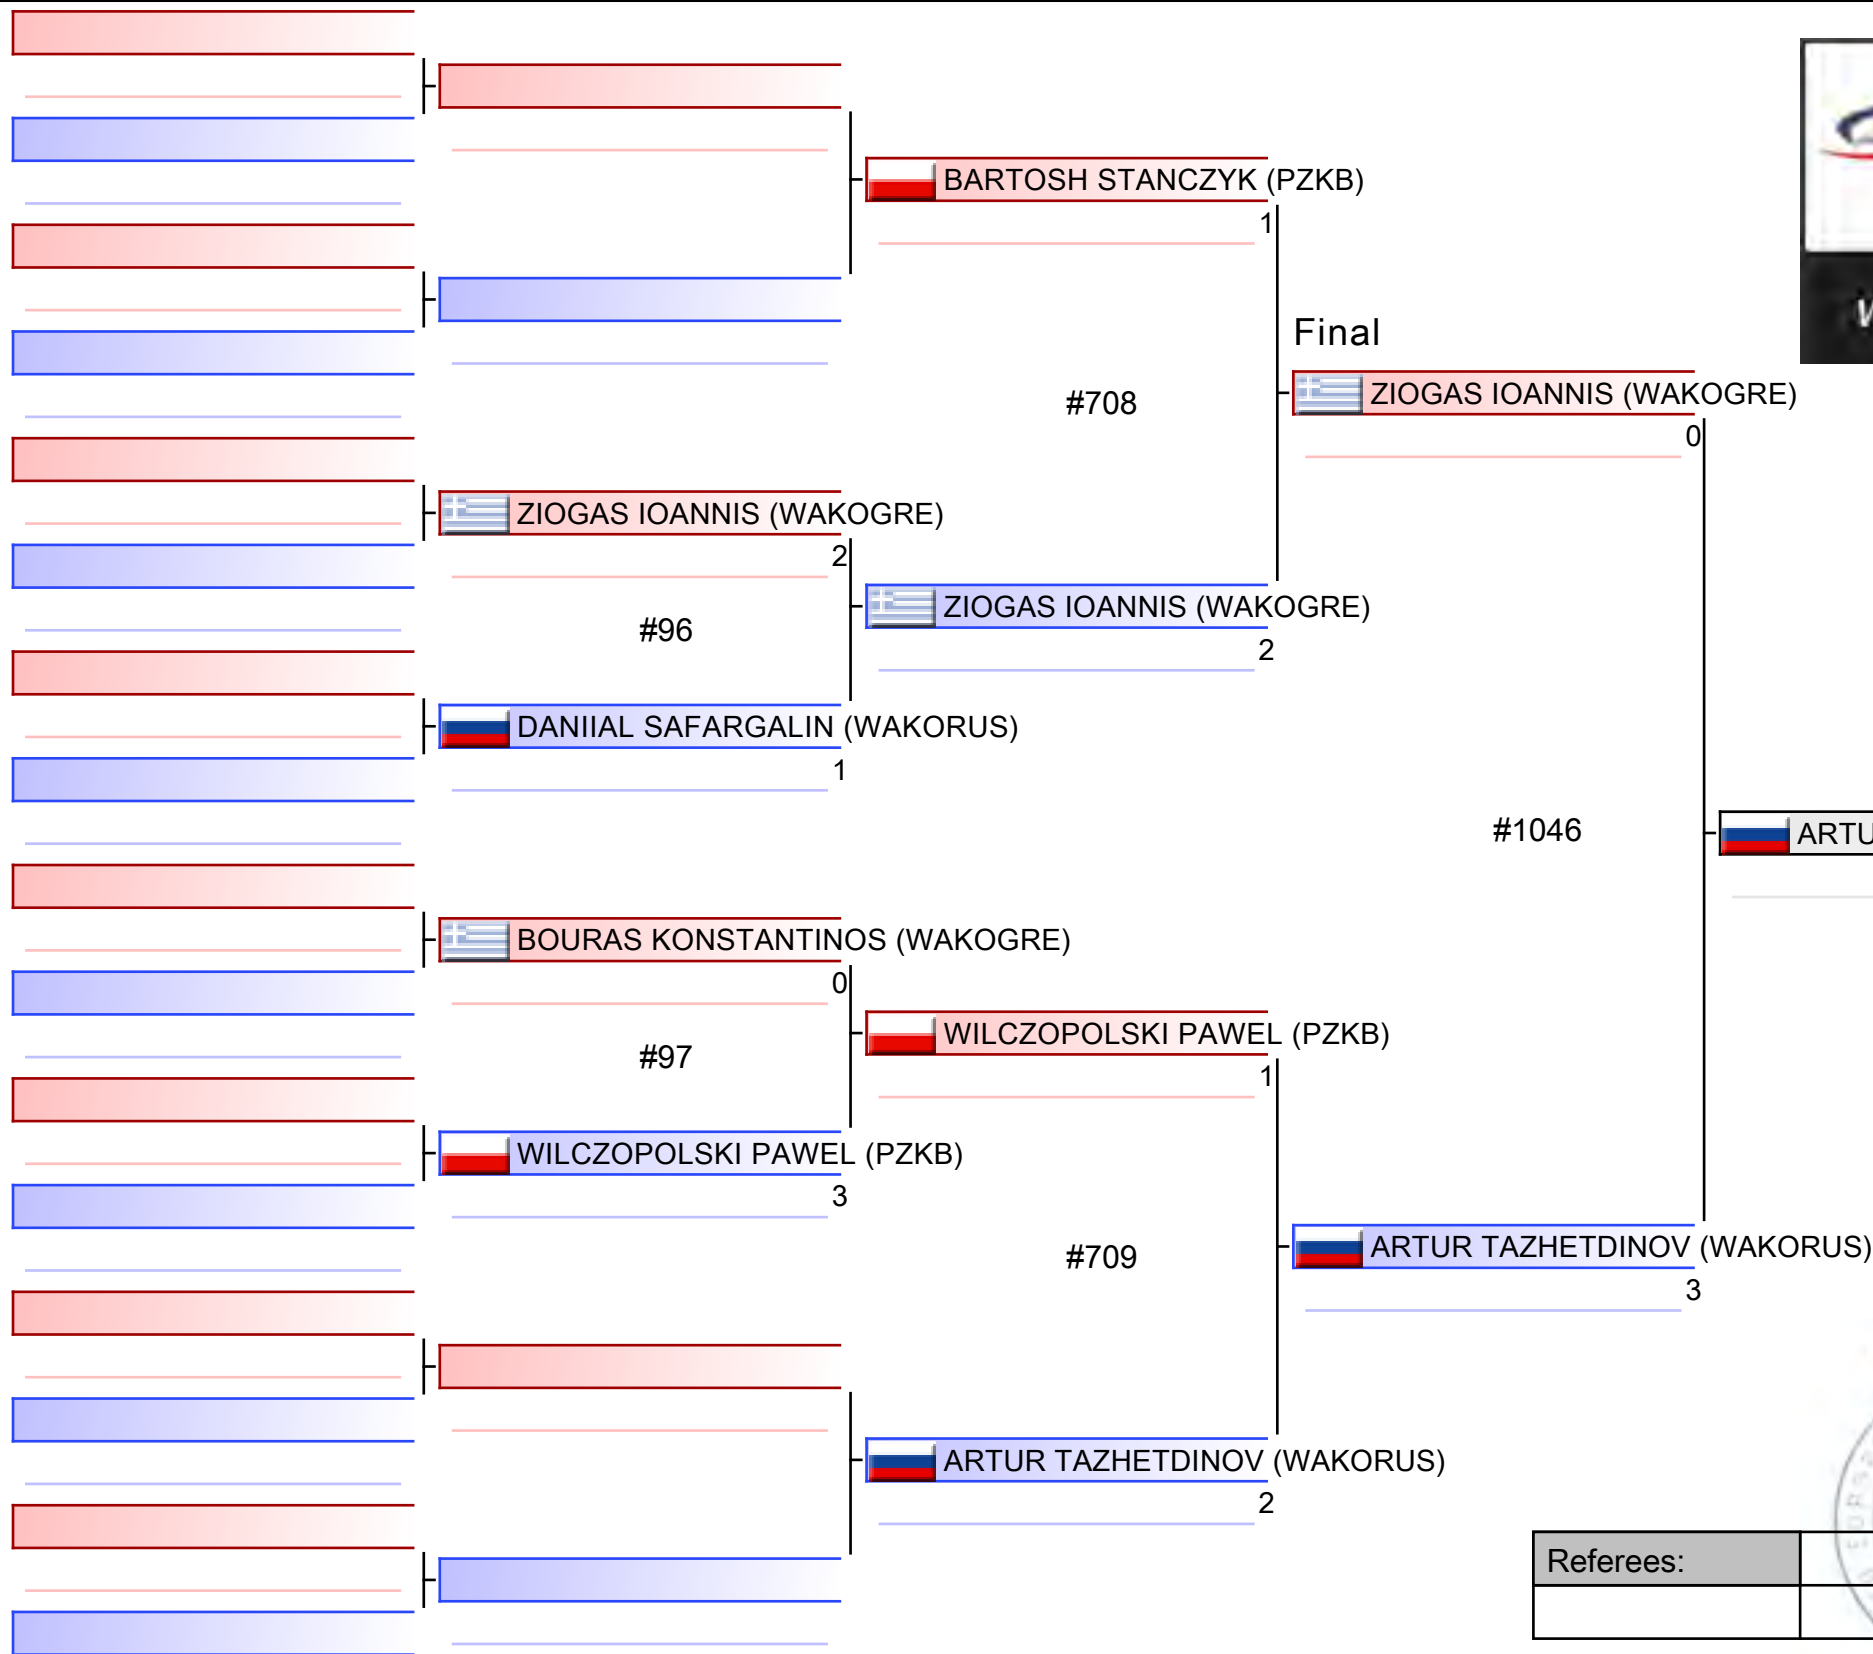 BARTOSH STANCZYK (PZKB)
1
Final
#708
ZIOGAS IOANNIS (WAKOGRE)
0
ZIOGAS IOANNIS (WAKOGRE)
2
ZIOGAS IOANNIS (WAKOGRE)
#96
2
DANIIAL SAFARGALIN (WAKORUS)
1
#1046
ARTU
BOURAS KONSTANTINOS (WAKOGRE)
0
WILCZOPOLSKI PAWEL (PZKB)
#97
1
WILCZOPOLSKI PAWEL (PZKB)
3
#709
ARTUR TAZHETDINOV (WAKORUS)
3
ARTUR TAZHETDINOV (WAKORUS)
2
Referees: